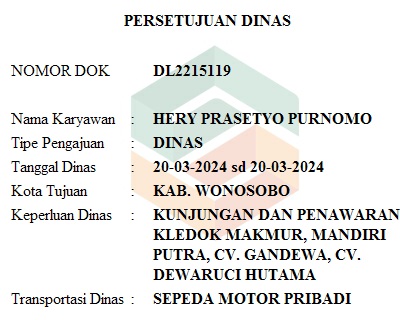 PERSETUJUAN DINAS
NOMOR DOK DL2215119
Nama Karyawan : HERY PRASETYO PURNOMO
Tipe Pengajuan : DINAS
Tanggal Dinas : 20-03-2024 sd 20-03-2024
Kota Tujuan : KAB. WONOSOBO
Keperluan Dinas : KUNJUNGAN DAN PENAWARAN
KLEDOK MAKMUR, MANDIRI
PUTRA, CV. GANDEWA, CV.
DEWARUCI HUTAMA
Transportasi Dinas : SEPEDA MOTOR PRIBADI